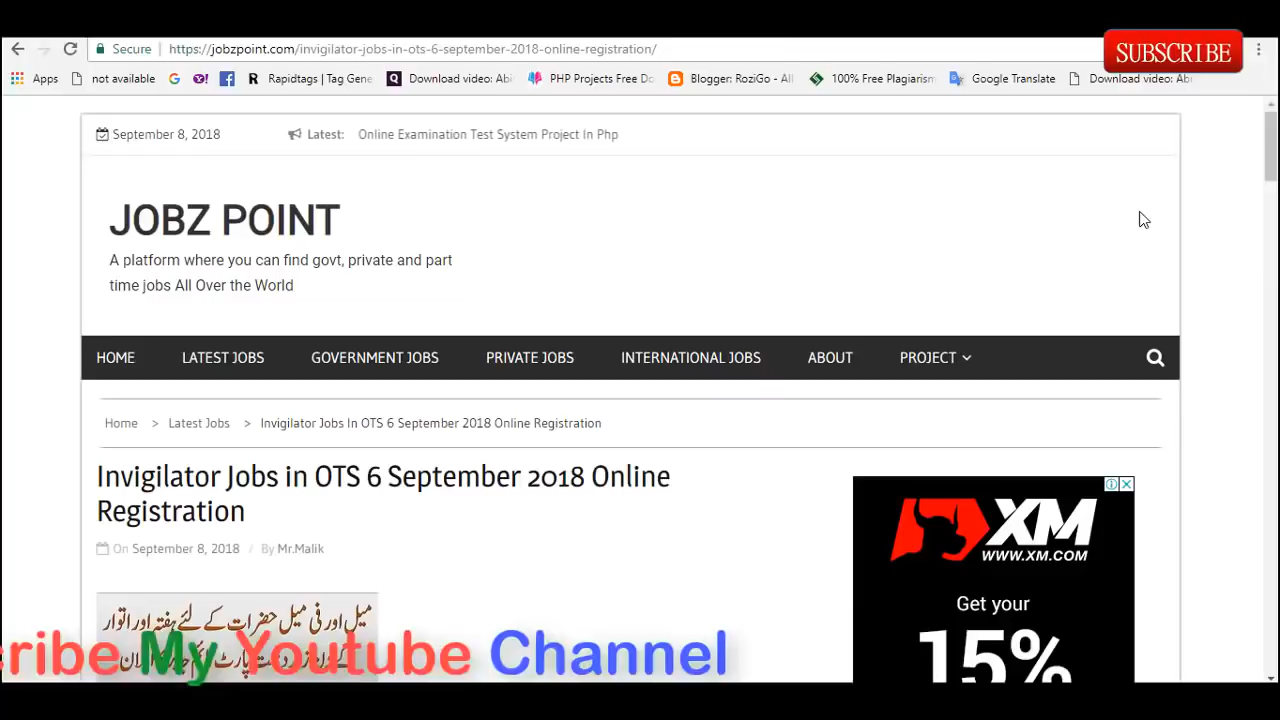 Secure | https://jobzpoint.com/invigilator-jobs-in-ots-6-september-2018-online-registration/
SUBSCRIBE
Apps not available Rapidtags | Tag Gene Download video: Abi PHP Projects Free Do Blogger: RoziGo - All 100% Free Plagiarism Google Translate Download video: Abi
September 8, 2018 Latest: Online Examination Test System Project In Php
JOBZ POINT
A platform where you can find govt, private and part
time jobs All Over the World
HOME LATEST JOBS GOVERNMENT JOBS PRIVATE JOBS INTERNATIONAL JOBS ABOUT PROJECT
Home > Latest Jobs > Invigilator Jobs In OTS 6 September 2018 Online Registration
Invigilator Jobs in OTS 6 September 2018 Online
Registration
On September 8, 2018 / By Mr.Malik
XM
WWW.XM.COM
Get your
15%
میل اور فی میل حضرات کے لئے ہفتہ اور اتوار
cribe My Youtube Channel